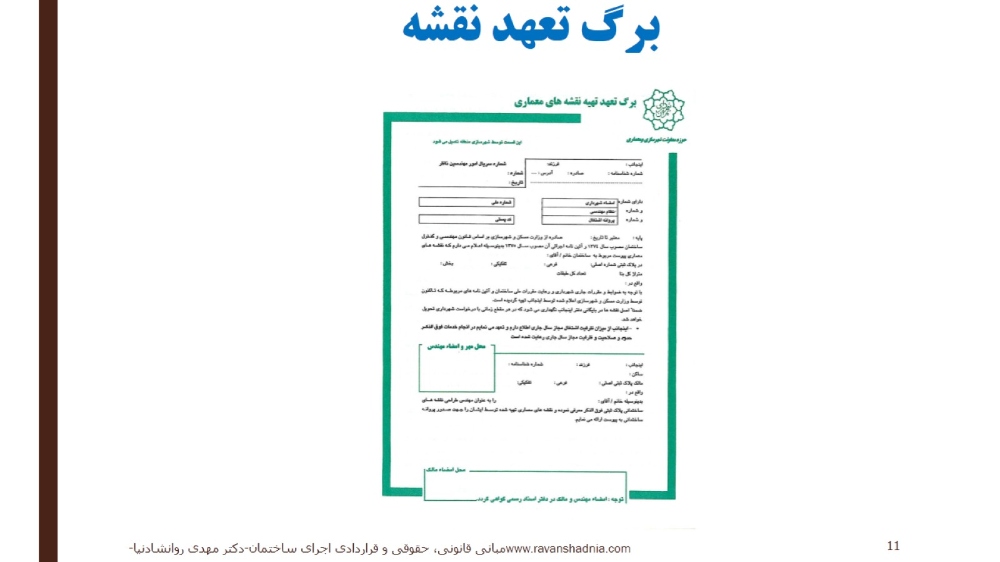 برگ تعهد نقشه
برگ تعهد تهیه نقشه های معماری
حوزه معاونت شهرسازی و معماری
این قسمت توسط شهرسازی منطقه تکمیل می شود
اینجانب : فرزند:
شماره شناسنامه : صادره : آدرس : ...
شماره سریال امور مهندسین ناظر
شماره :
تاریخ :
دارای شماره امضاء شهرداری
و شماره نظام مهندسی
و شماره پروانه اشتغال
شماره ملی
کد پستی
پایه : معتبر تا تاریخ : صادره از وزارت مسکن و شهرسازی بر اساس قانون مهندسی و کنترل
ساختمان مصوب سال ۱۳۷۴ و آئین نامه اجرائی آن مصوب سال ۱۳۷۵ بدینوسیله اعلام می دارم که نقشه های
معماری پیوست مربوط به ساختمان خانم / آقای :
در پلاک ثبتی شماره اصلی: فرعی : تفکیکی : بخش :
متراژ کل بنا تعداد کل طبقات
واقع در :
با توجه به ضوابط و مقررات جاری شهرداری و رعایت مقررات ملی ساختمان و آئین نامه های مربوطه که تاکنون
توسط وزارت مسکن و شهرسازی اعلام شده توسط اینجانب تهیه گردیده است.
ضمناً اصل نقشه ها در بایگانی دفتر اینجانب نگهداری می شود که در هر مقطع زمانی با درخواست شهرداری تحویل
خواهد شد.
• - اینجانب از میزان ظرفیت اشتغال مجاز سال جاری اطلاع دارم و تعهد می نمایم در انجام خدمات فوق الذکر
حدود و صلاحیت و ظرفیت مجاز سال جاری رعایت شده است
محل مهر و امضاء مهندس
اینجانب : فرزند : شماره شناسنامه :
ساکن :
مالک پلاک ثبتی اصلی : فرعی : تفکیکی:
واقع در :
بدینوسیله خانم / آقای : را به عنوان مهندس طراحی نقشه های
ساختمانی پلاک ثبتی فوق الذکر معرفی نموده و نقشه های معماری تهیه شده توسط ایشان را جهت صدور پروانه
ساختمانی به پیوست ارائه می نمایم.
محل امضاء مالک
توجه : امضاء مهندس و مالک در دفتر اسناد رسمی گواهی گردد.
مبانی قانونی، حقوقی و قراردادی اجرای ساختمان-دکتر مهدی روانشادنیا-www.ravanshadnia.com
11